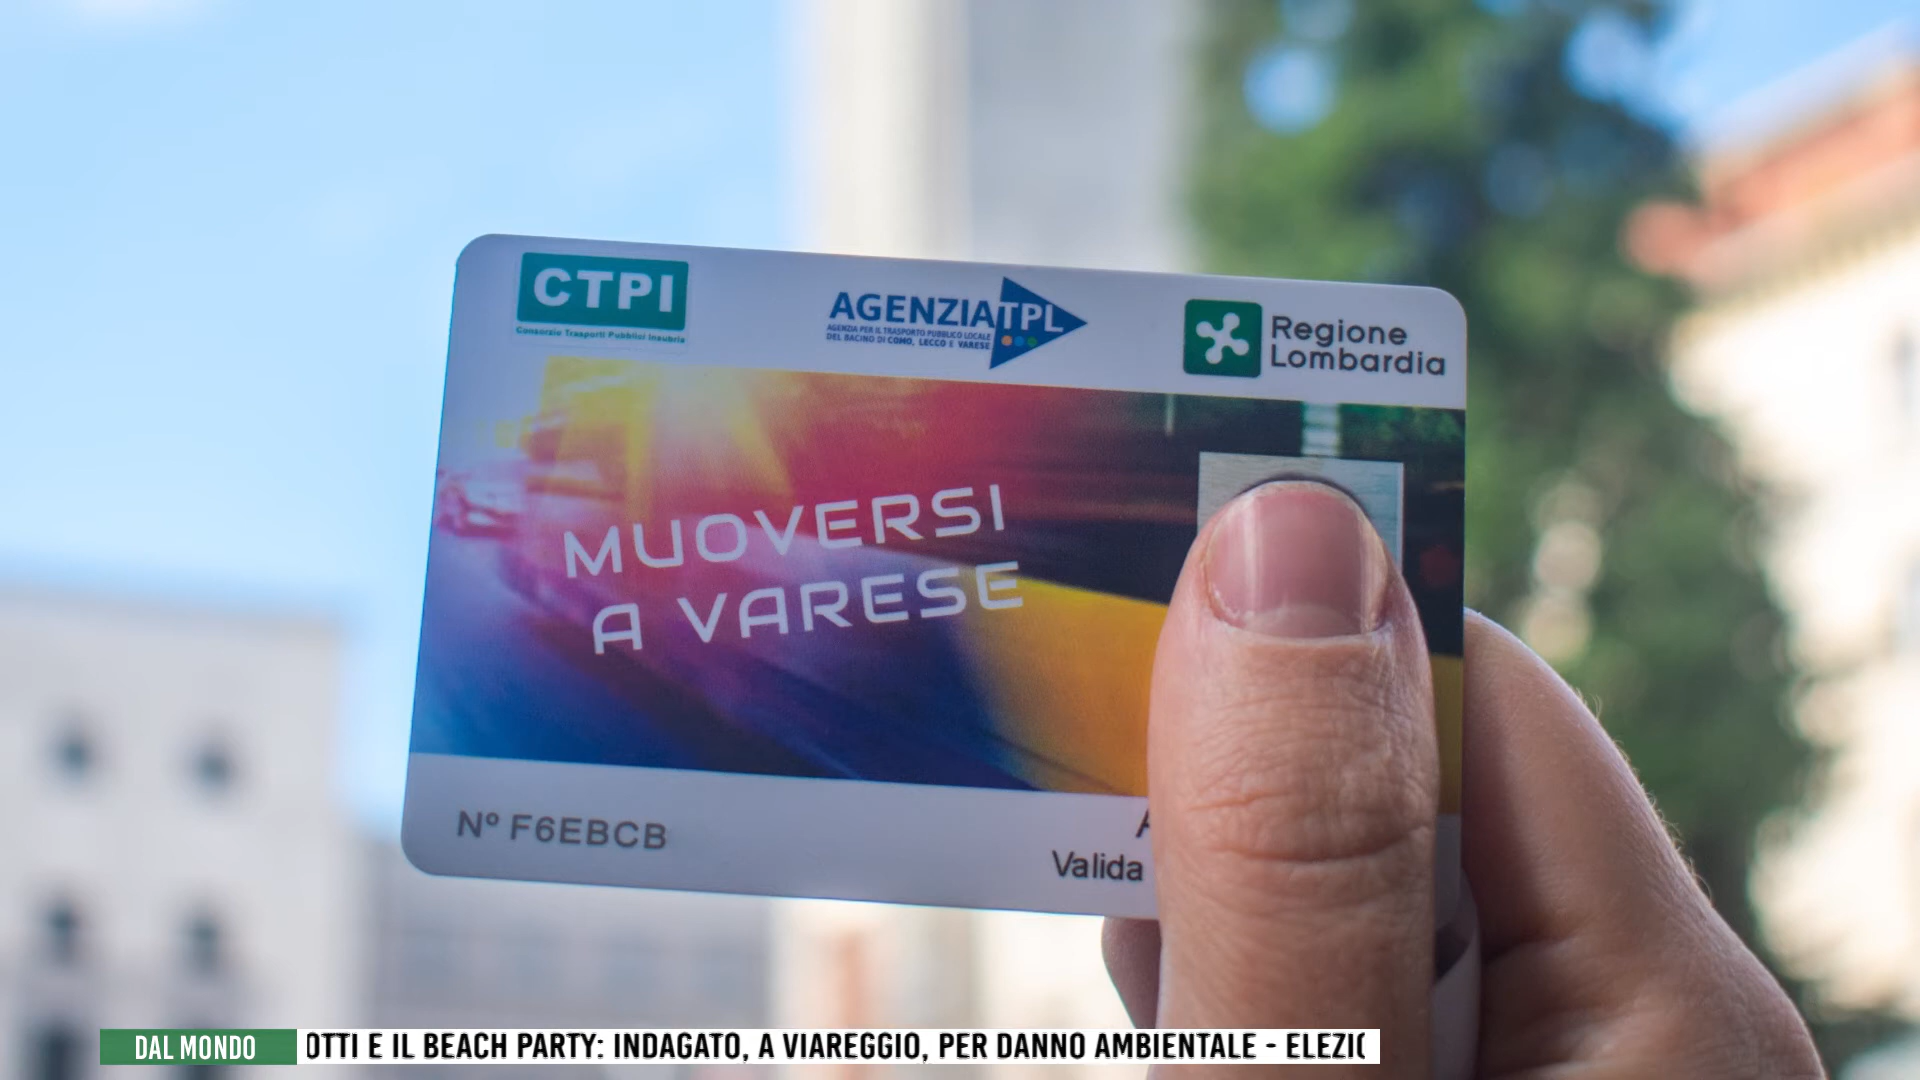 CTPI
Consorzio Trasporti Pubblici Insubria
AGENZIATPL
AGENZIA PER IL TRASPORTO PUBBLICO LOCALE
DEL BACINO DI COMO, LECCO E VARESE
Regione
Lombardia
MUOVERSI
A VARESE
Nº F6EBCB
Valida
DAL MONDO
OTTI E IL BEACH PARTY: INDAGATO, A VIAREGGIO, PER DANNO AMBIENTALE - ELEZI